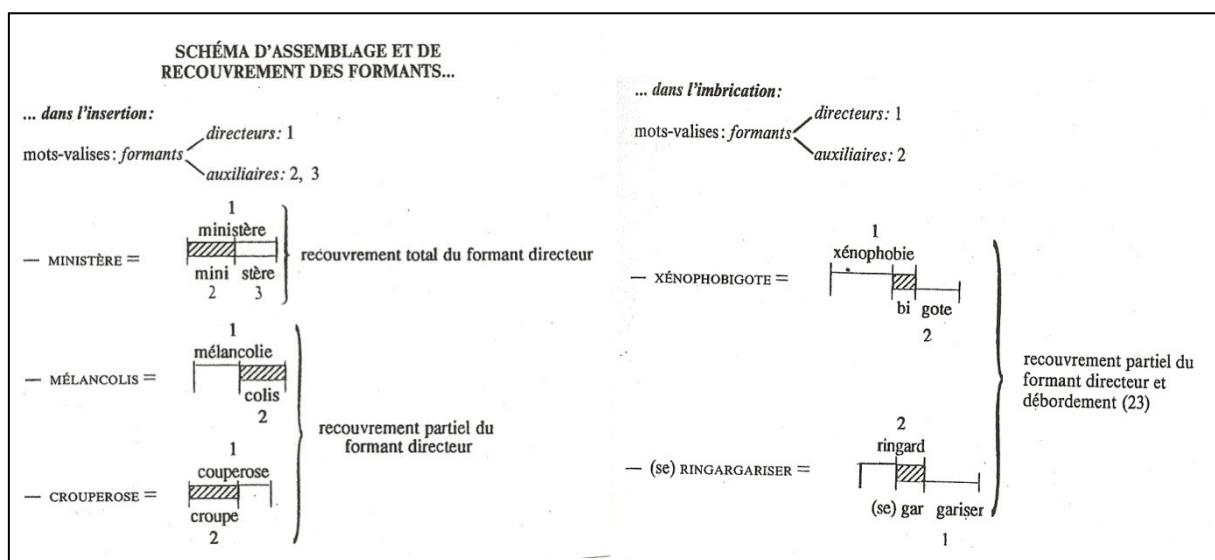 SCHÉMA D'ASSEMBLAGE ET DE
RECOUVREMENT DES FORMANTS...
... dans l'insertion:
directeurs: 1
mots-valises: formants
auxiliaires: 2, 3
1
ministère
— MINISTÈRE =
mini stère
2 3
recouvrement total du formant directeur
1
mélancolie
— MÉLANCOLIS =
colis
2
1
couperose
— CROUPEROSE =
croupe
2
recouvrement partiel du
formant directeur
... dans l'imbrication:
directeurs: 1
mots-valises: formants
auxiliaires: 2
1
xénophobie
— XÉNOPHOBIGOTE =
bi gote
2
2
ringard
— (se) RINGARGARISER =
(se) gar gariser
1
recouvrement partiel du
formant directeur et
débordement (23)